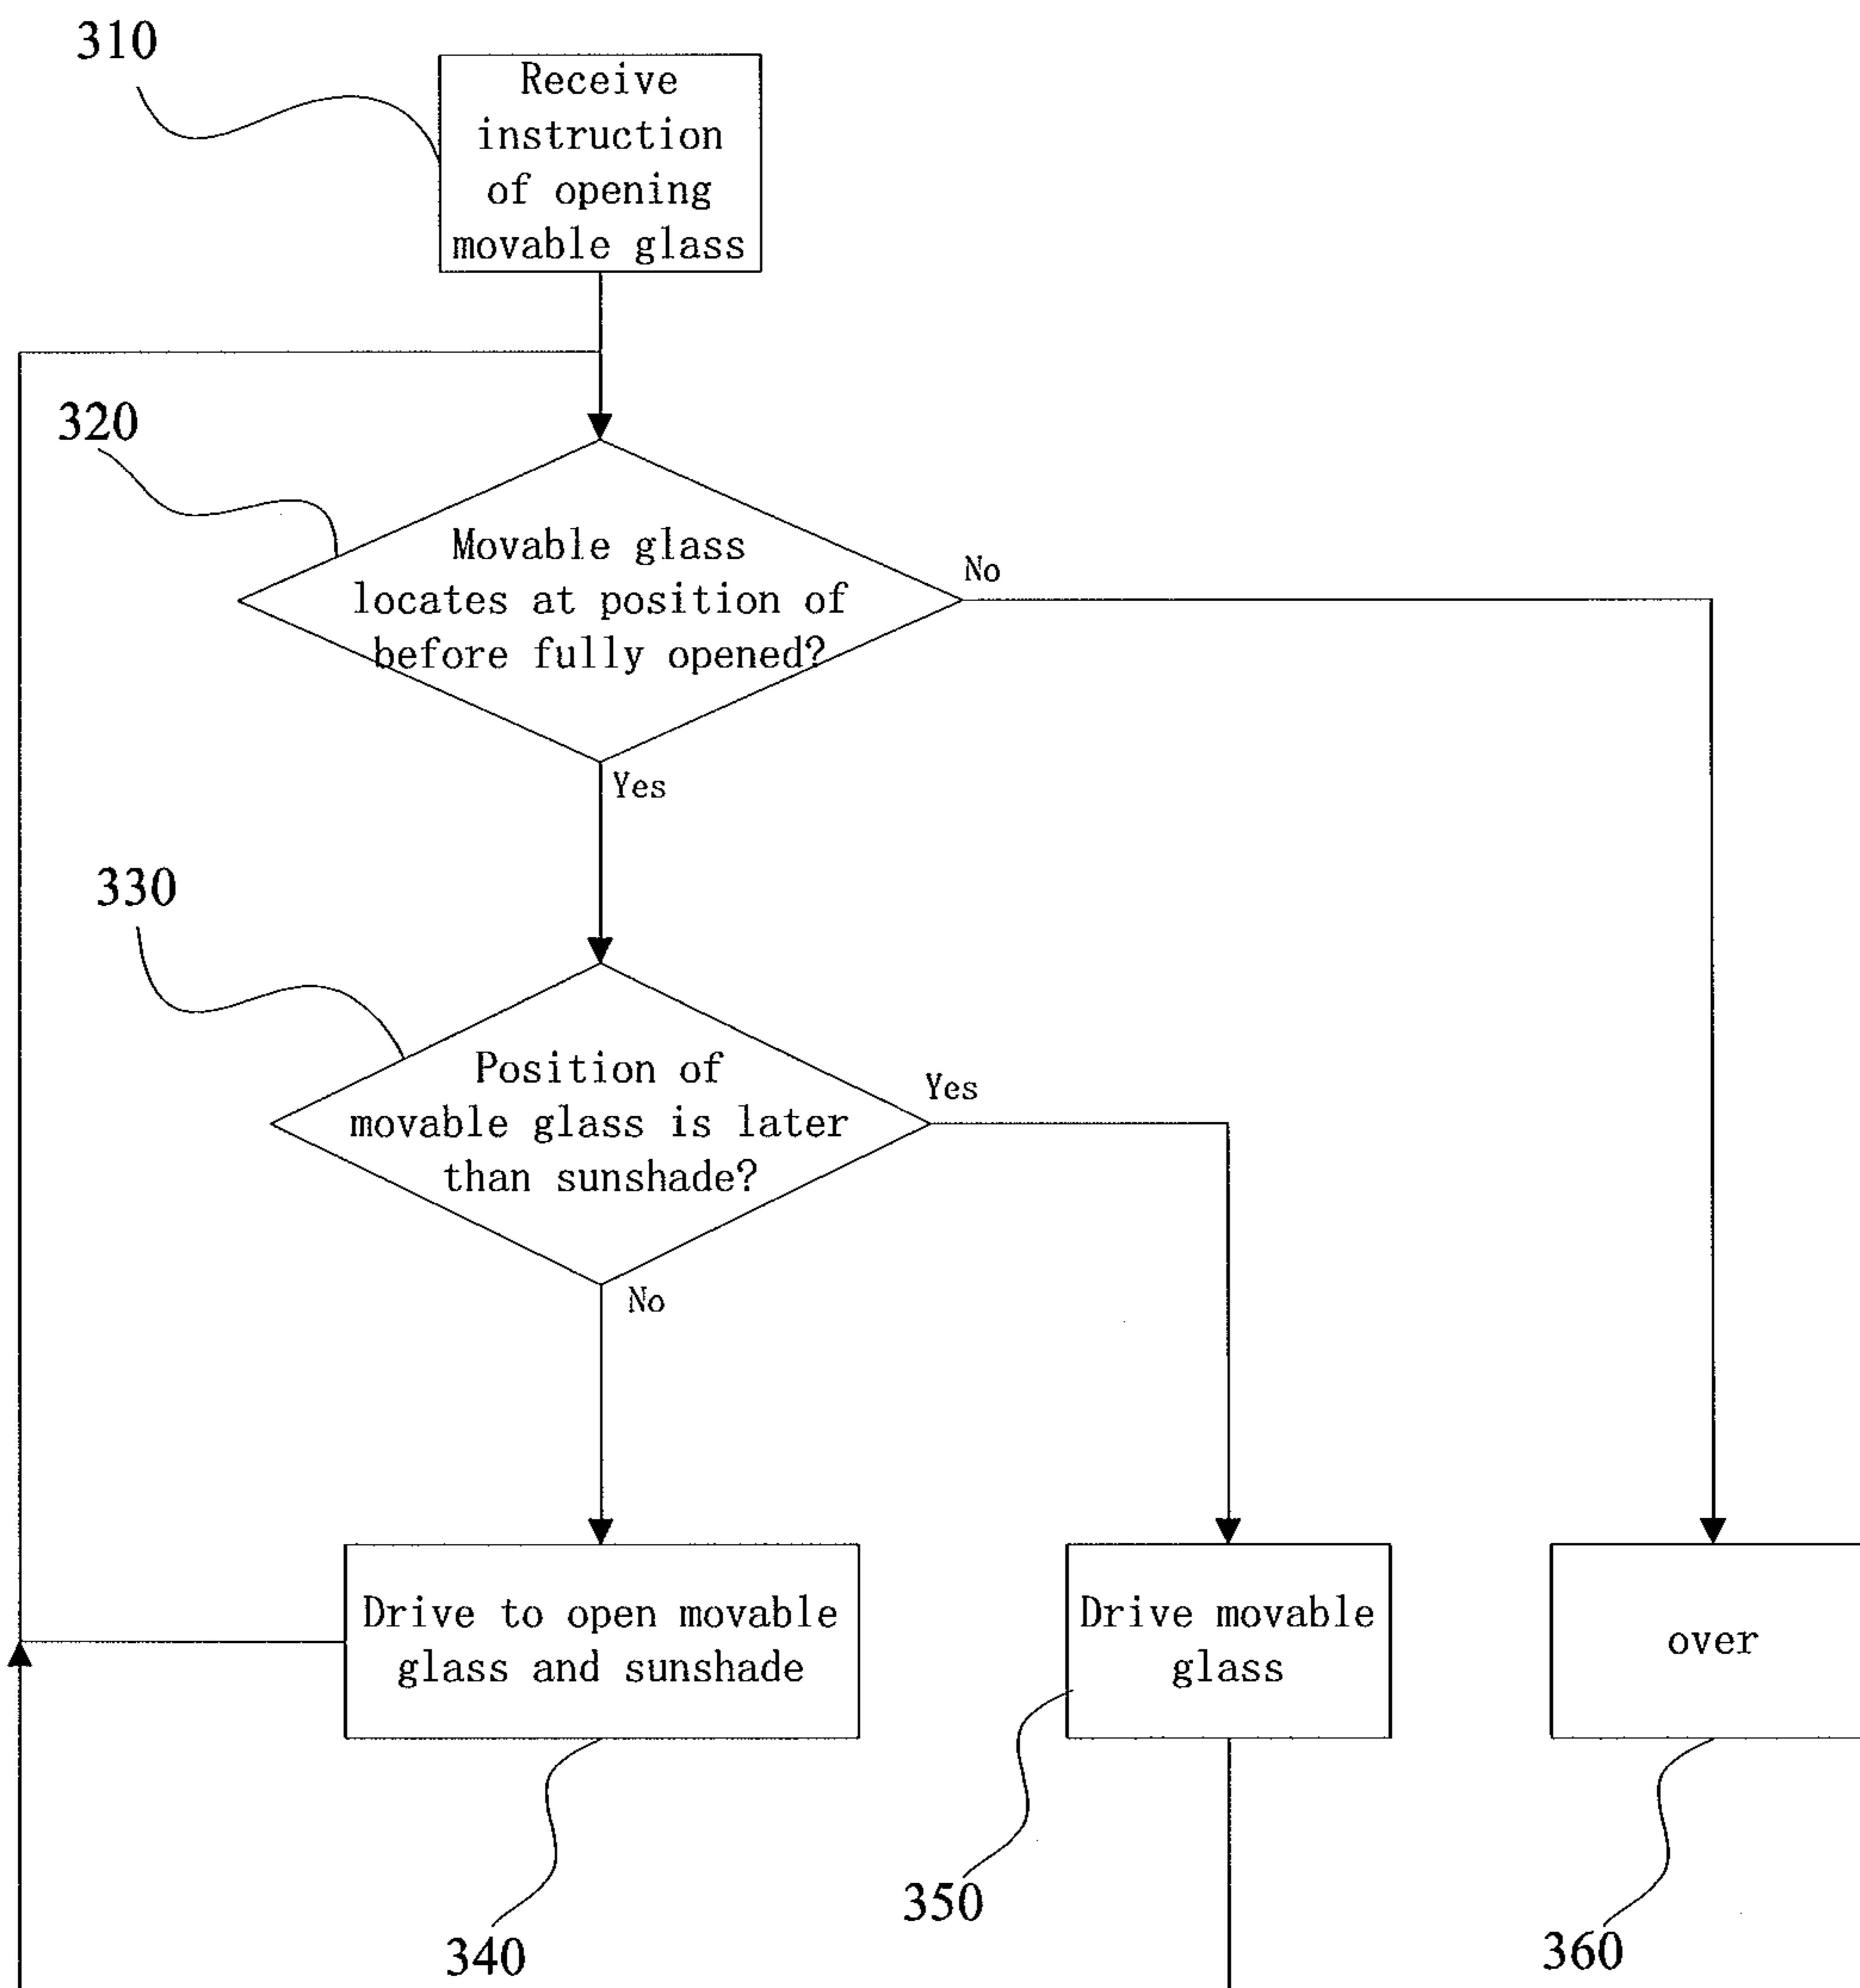 310
Receive
instruction
of opening
movable glass
320
Movable glass
locates at position of
before fully opened?
No
Yes
330
Position of
movable glass is later
than sunshade?
Yes
No
Drive to open movable
glass and sunshade
Drive movable
glass
over
340
350
360